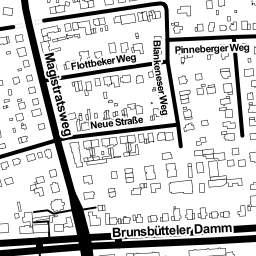 Pinneberger Weg
Flottbeker Weg
Blankeneser Weg
Magistratsweg
Neue Straße
Brunsbütteler Damm